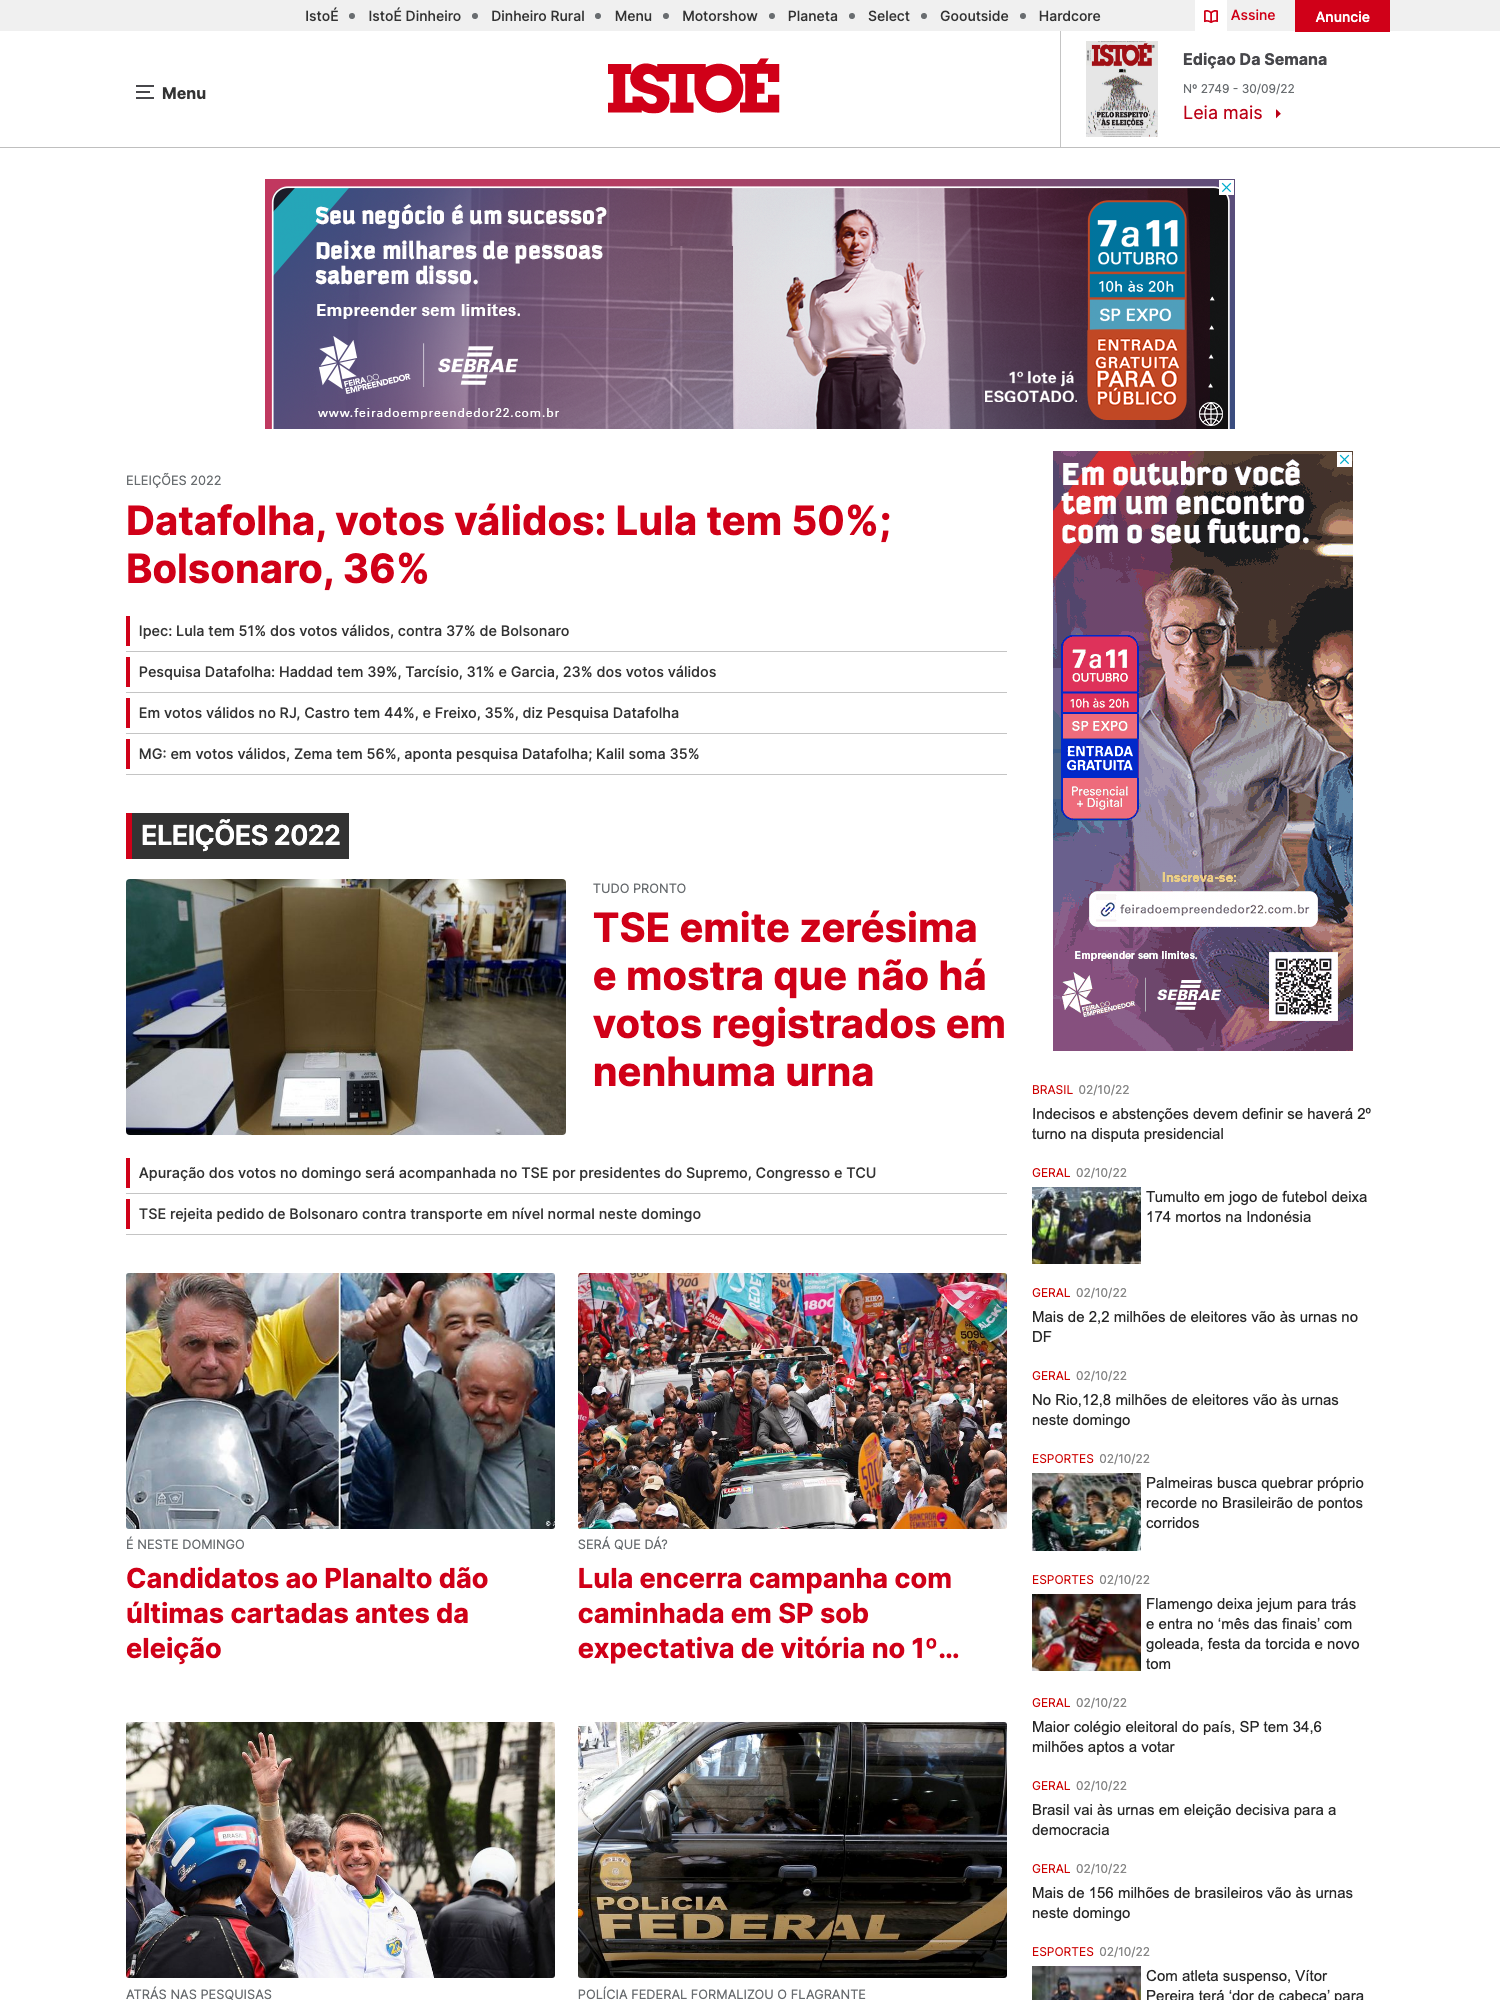 IstoÉ • IstoÉ Dinheiro • Dinheiro Rural • Menu • Motorshow • Planeta • Select • Gooutside • Hardcore
Assine
Anuncie
Menu
ISTOÉ
ISTOÉ
PELO RESPEITO
ÀS ELEIÇÕES
Ediçao Da Semana
Nº 2749 - 30/09/22
Leia mais
Seu negócio é um sucesso?
Deixe milhares de pessoas
saberem disso.
Empreender sem limites.
FEIRA DO
EMPREENDEDOR
SEBRAE
www.feiradoempreendedor22.com.br
1º lote já
ESGOTADO.
7 a 11
OUTUBRO
10h às 20h
SP EXPO
ENTRADA
GRATUITA
PARA O
PÚBLICO
ELEIÇÕES 2022
Datafolha, votos válidos: Lula tem 50%;
Bolsonaro, 36%
Ipec: Lula tem 51% dos votos válidos, contra 37% de Bolsonaro
Pesquisa Datafolha: Haddad tem 39%, Tarcísio, 31% e Garcia, 23% dos votos válidos
Em votos válidos no RJ, Castro tem 44%, e Freixo, 35%, diz Pesquisa Datafolha
MG: em votos válidos, Zema tem 56%, aponta pesquisa Datafolha; Kalil soma 35%
ELEIÇÕES 2022
TUDO PRONTO
TSE emite zerésima
e mostra que não há
votos registrados em
nenhuma urna
Apuração dos votos no domingo será acompanhada no TSE por presidentes do Supremo, Congresso e TCU
TSE rejeita pedido de Bolsonaro contra transporte em nível normal neste domingo
É NESTE DOMINGO
Candidatos ao Planalto dão
últimas cartadas antes da
eleição
1800
LULA
SERÁ QUE DÁ?
Lula encerra campanha com
caminhada em SP sob
expectativa de vitória no 1º...
BRASIL
ATRÁS NAS PESQUISAS
POLÍCIA
FEDERAL
POLÍCIA FEDERAL FORMALIZOU O FLAGRANTE
Em outubro você
tem um encontro
com o seu futuro.
7 a 11
OUTUBRO
10h às 20h
SP EXPO
ENTRADA
GRATUITA
Presencial
+ Digital
Inscreva-se:
feiradoempreendedor22.com.br
Empreender sem limites.
FEIRA DO
EMPREENDEDOR
SEBRAE
BRASIL 02/10/22
Indecisos e abstenções devem definir se haverá 2º
turno na disputa presidencial
GERAL 02/10/22
Tumulto em jogo de futebol deixa
174 mortos na Indonésia
GERAL 02/10/22
Mais de 2,2 milhões de eleitores vão às urnas no
DF
GERAL 02/10/22
No Rio,12,8 milhões de eleitores vão às urnas
neste domingo
ESPORTES 02/10/22
Palmeiras busca quebrar próprio
recorde no Brasileirão de pontos
corridos
ESPORTES 02/10/22
Flamengo deixa jejum para trás
e entra no ‘mês das finais’ com
goleada, festa da torcida e novo
tom
GERAL 02/10/22
Maior colégio eleitoral do país, SP tem 34,6
milhões aptos a votar
GERAL 02/10/22
Brasil vai às urnas em eleição decisiva para a
democracia
GERAL 02/10/22
Mais de 156 milhões de brasileiros vão às urnas
neste domingo
ESPORTES 02/10/22
Com atleta suspenso, Vítor
Pereira terá ‘dor de cabeça’ para